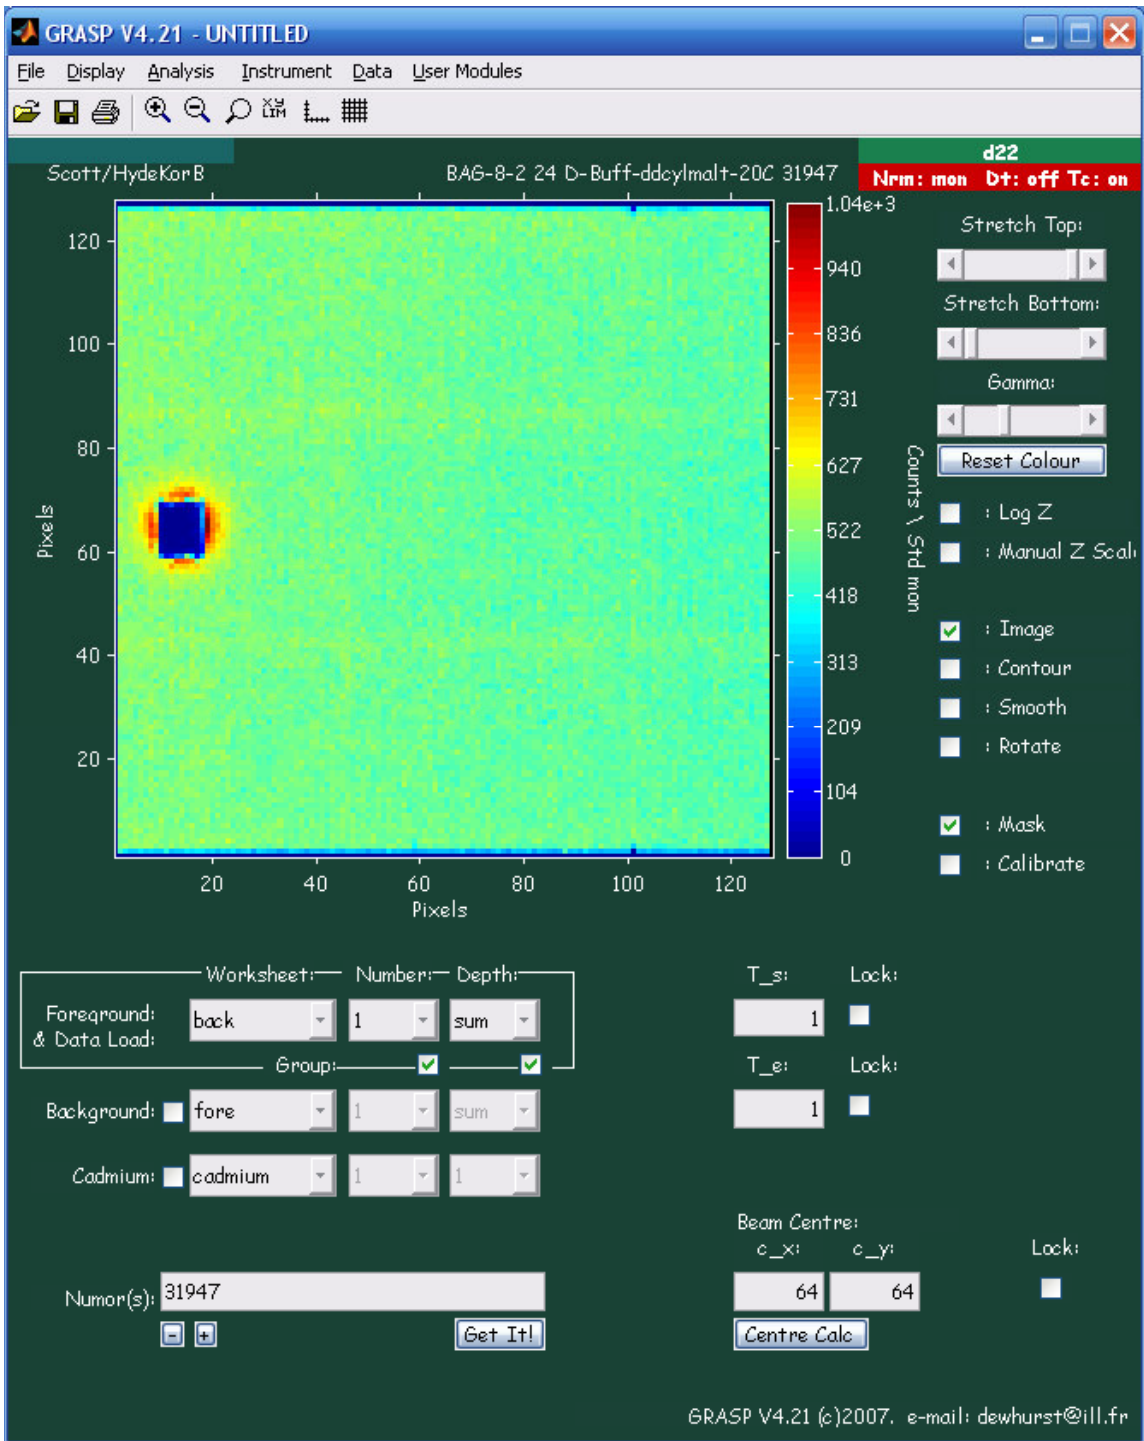 GRASP V4.21 - UNTITLED
File Display Analysis Instrument Data User Modules
XY LIM
d22
Scott/HydeKorB BAG-8-2 24 D-Buff-ddcylmalt-20C 31947 Nrm: mon Dt: off Tc: on
1.04e+3
940
836
731
627
522
418
313
209
104
0
Counts \ Std mon
120
100
80
60
40
20
Pixels
20 40 60 80 100 120
Pixels
Stretch Top:
Stretch Bottom:
Gamma:
Reset Colour
: Log Z
: Manual Z Scal
: Image
: Contour
: Smooth
: Rotate
: Mask
: Calibrate
Worksheet: Number: Depth:
Foreground: & Data Load: back 1 sum
Group:
Background: fore 1 sum
Cadmium: cadmium 1 1
T_s: Lock:
1
T_e: Lock:
1
Beam Centre:
c_x: c_y: Lock:
64 64
Centre Calc
Numor(s): 31947
- + Get It!
GRASP V4.21 (c)2007. e-mail: dewhurst@ill.fr